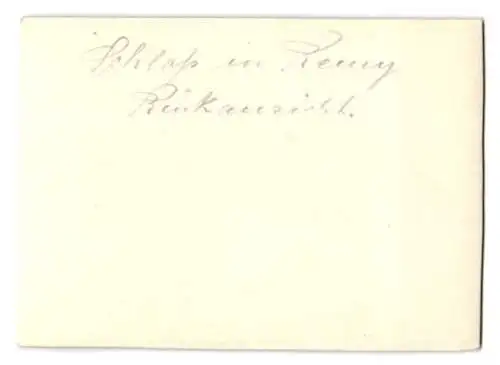 Schloß in Remy
Rückansicht.